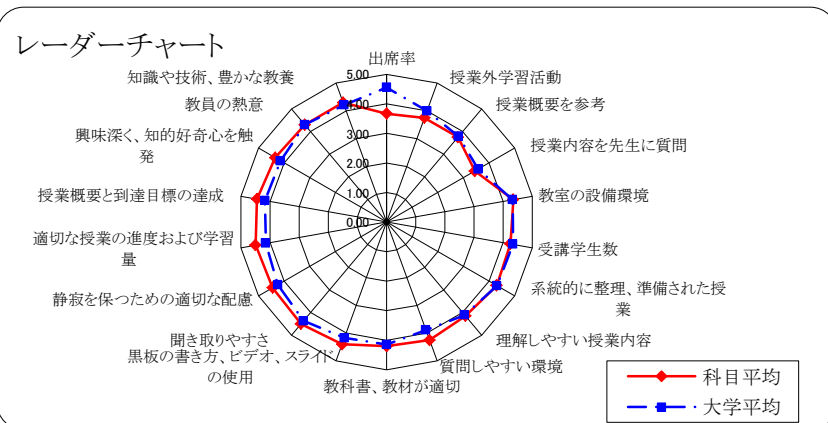 レーダーチャート
出席率
授業外学習活動
授業概要を参考
授業内容を先生に質問
教室の設備環境
受講学生数
系統的に整理、準備された授
業
理解しやすい授業内容
質問しやすい環境
教科書、教材が適切
黒板の書き方、ビデオ、スライド
の使用
聞き取りやすさ
静寂を保つための適切な配慮
適切な授業の進度および学習
量
授業概要と到達目標の達成
興味深く、知的好奇心を触
発
教員の熱意
知識や技術、豊かな教養
5.00
4.00
3.00
2.00
1.00
0.00
科目平均
大学平均